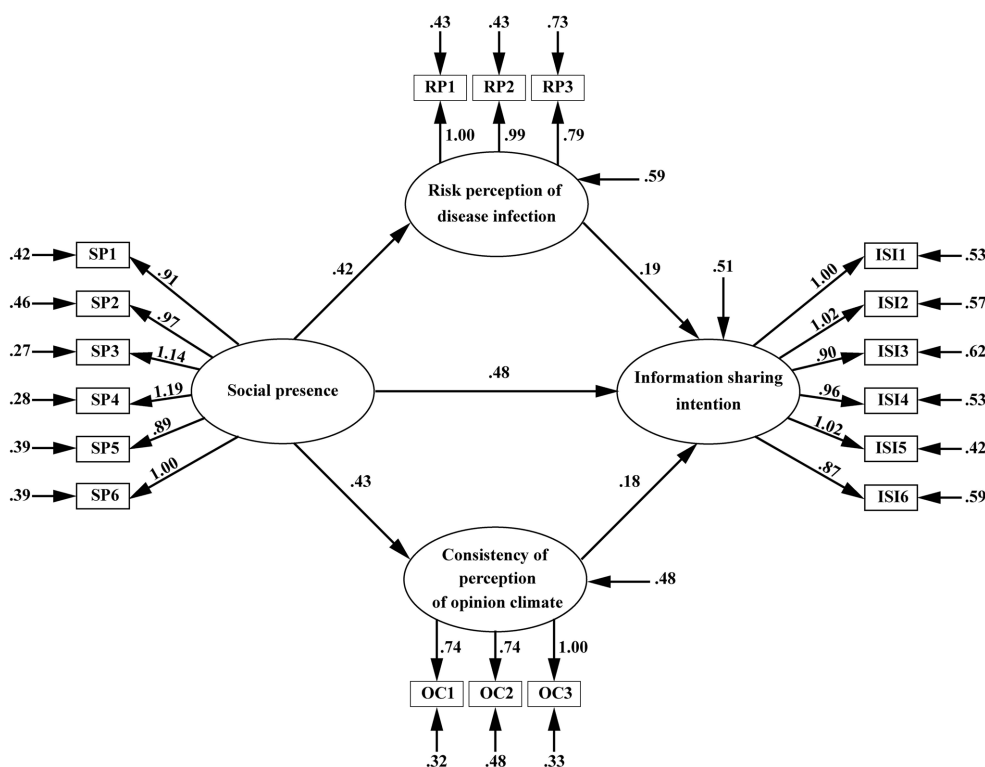 .43 .43 .73
RP1 RP2 RP3
1.00 .99 .79
Risk perception of
disease infection
.59
.42 SP1
.46 SP2
.27 SP3
.28 SP4
.39 SP5
.39 SP6
.91
.97
1.14
1.19
.89
1.00
Social presence
.42
.48
.43
.19
.51
.18
Information sharing
intention
1.00
1.02
.90
.96
1.02
.87
ISI1 .53
ISI2 .57
ISI3 .62
ISI4 .53
ISI5 .42
ISI6 .59
Consistency of
perception
of opinion climate
.48
.74 .74 1.00
OC1 OC2 OC3
.32 .48 .33